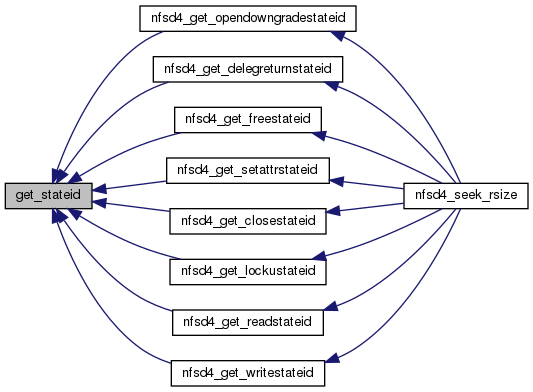 nfsd4_get_opendowngradestateid
nfsd4_get_delegreturnstateid
nfsd4_get_freestateid
nfsd4_get_setattrstateid
get_stateid
nfsd4_seek_rsize
nfsd4_get_closestateid
nfsd4_get_lockustateid
nfsd4_get_readstateid
nfsd4_get_writestateid